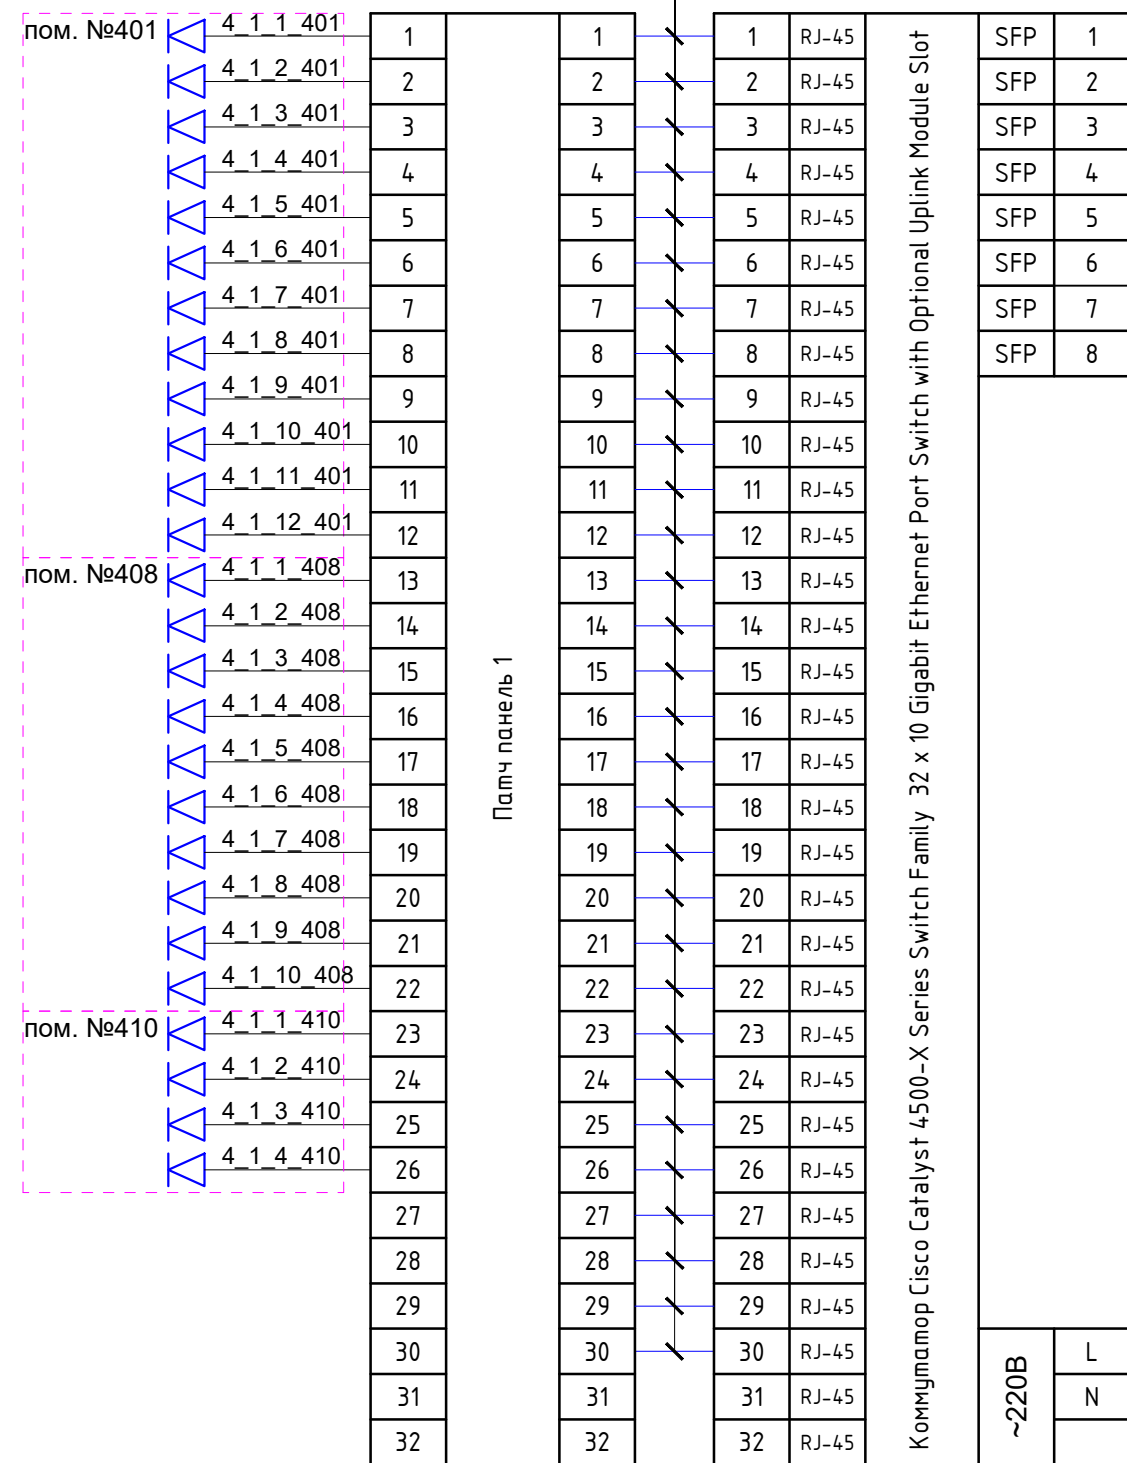 пом. №401 4_1_1_401 1 1 1 RJ-45 SFP 1
4_1_2_401 2 2 2 RJ-45 SFP 2
4_1_3_401 3 3 3 RJ-45 SFP 3
4_1_4_401 4 4 4 RJ-45 SFP 4
4_1_5_401 5 5 5 RJ-45 SFP 5
4_1_6_401 6 6 6 RJ-45 SFP 6
4_1_7_401 7 7 7 RJ-45 SFP 7
4_1_8_401 8 8 8 RJ-45 SFP 8
4_1_9_401 9 9 9 RJ-45
4_1_10_401 10 10 10 RJ-45
4_1_11_401 11 11 11 RJ-45
4_1_12_401 12 12 12 RJ-45
пом. №408 4_1_1_408 13 13 13 RJ-45
4_1_2_408 14 14 14 RJ-45
4_1_3_408 15 15 15 RJ-45
4_1_4_408 16 16 16 RJ-45
4_1_5_408 17 17 17 RJ-45
4_1_6_408 18 18 18 RJ-45
4_1_7_408 19 19 19 RJ-45
4_1_8_408 20 20 20 RJ-45
4_1_9_408 21 21 21 RJ-45
4_1_10_408 22 22 22 RJ-45
пом. №410 4_1_1_410 23 23 23 RJ-45
4_1_2_410 24 24 24 RJ-45
4_1_3_410 25 25 25 RJ-45
4_1_4_410 26 26 26 RJ-45
27 27 27 RJ-45
28 28 28 RJ-45
29 29 29 RJ-45
30 30 30 RJ-45 L
31 31 31 RJ-45 N
32 32 32 RJ-45
Патч панель 1
Коммутатор Cisco Catalyst 4500-X Series Switch Family 32 x 10 Gigabit Ethernet Port Switch with Optional Uplink Module Slot
~220В